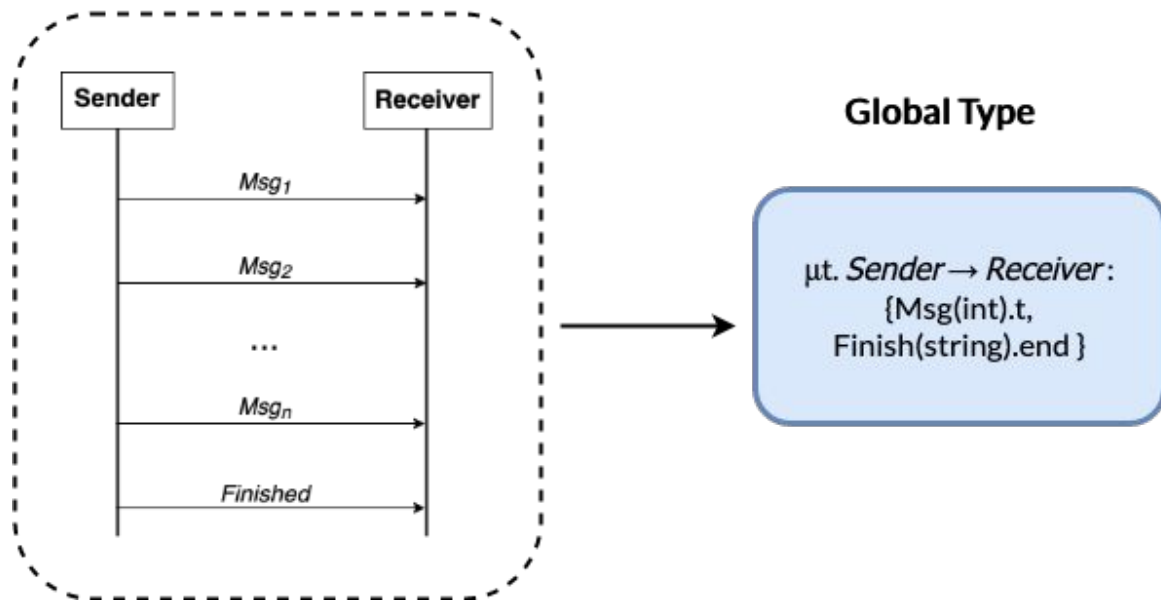 Sender
Receiver
Msg1
Msg2
...
Msgn
Finished
Global Type
μt. Sender → Receiver :
{Msg(int).t,
Finish(string).end }